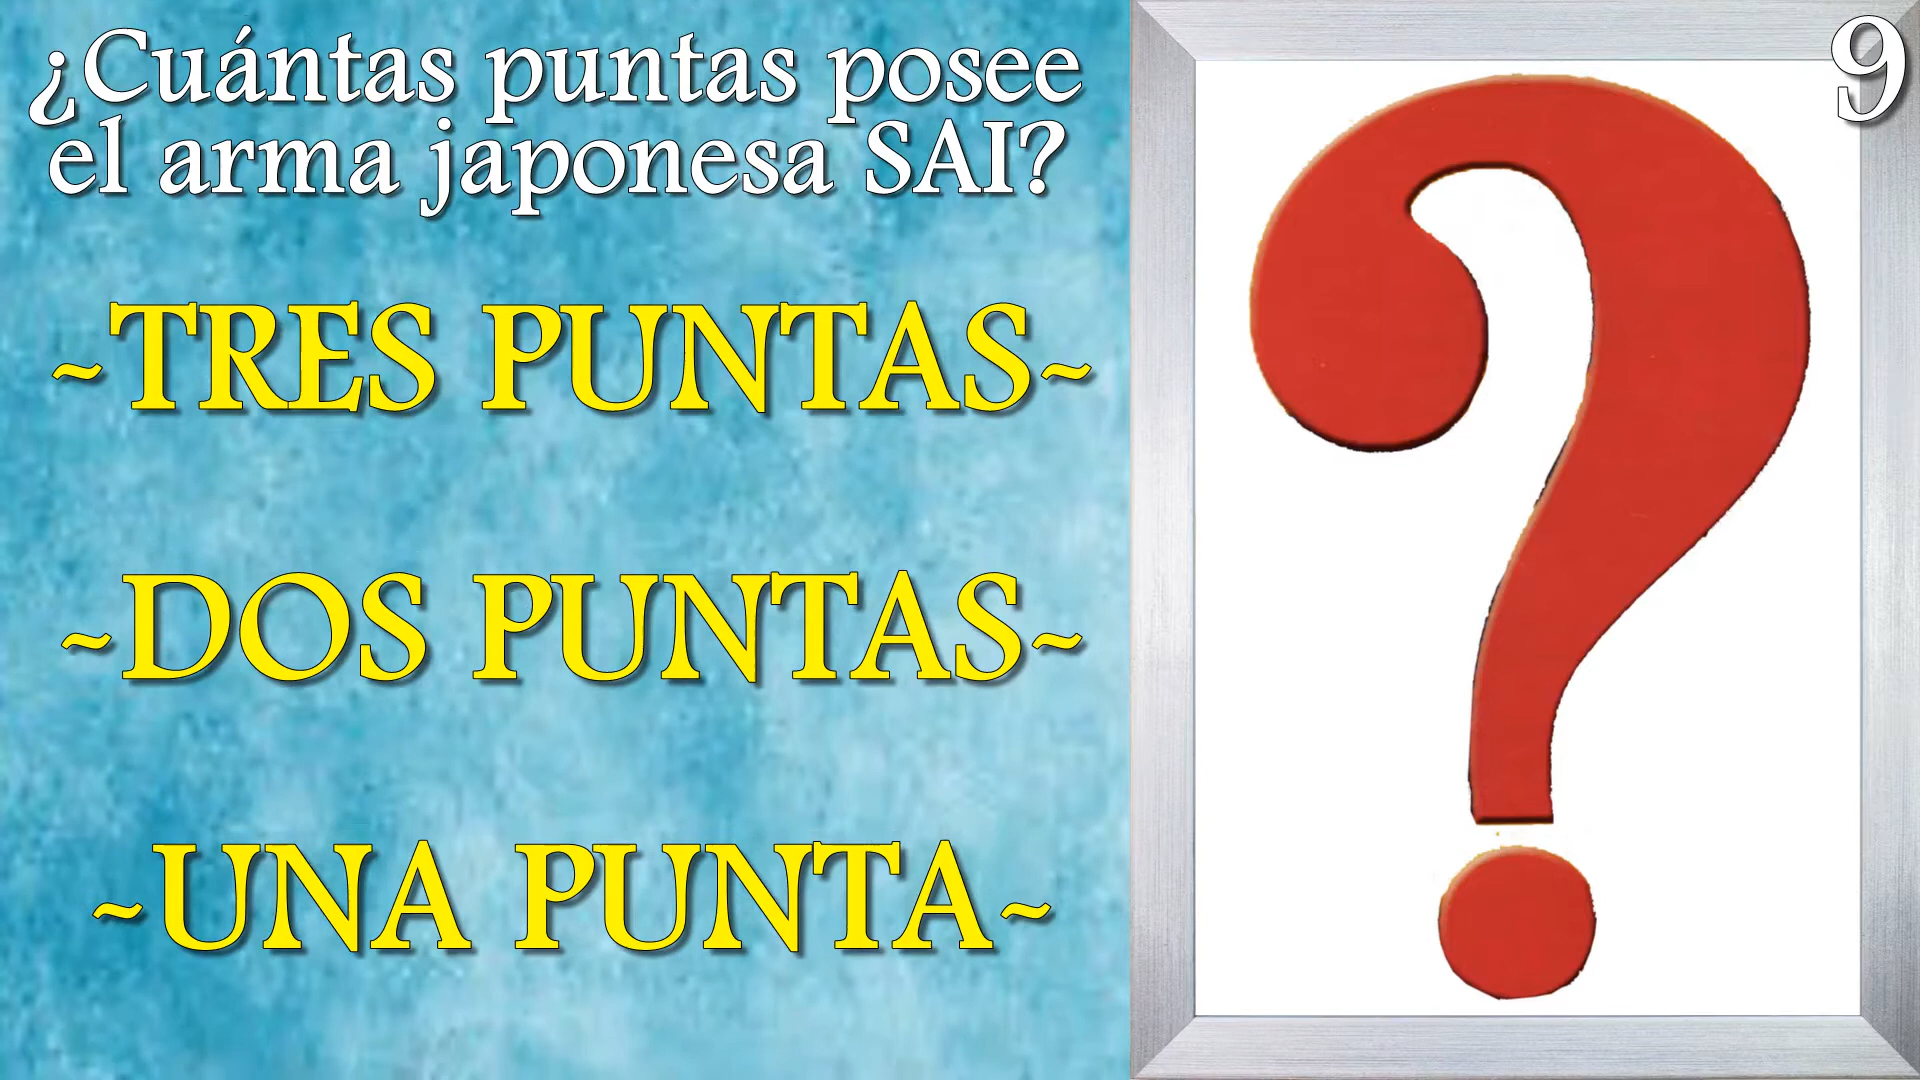 ¿Cuántas puntas posee
el arma japonesa SAI?
~TRES PUNTAS~
~DOS PUNTAS~
~UNA PUNTA~
9
?